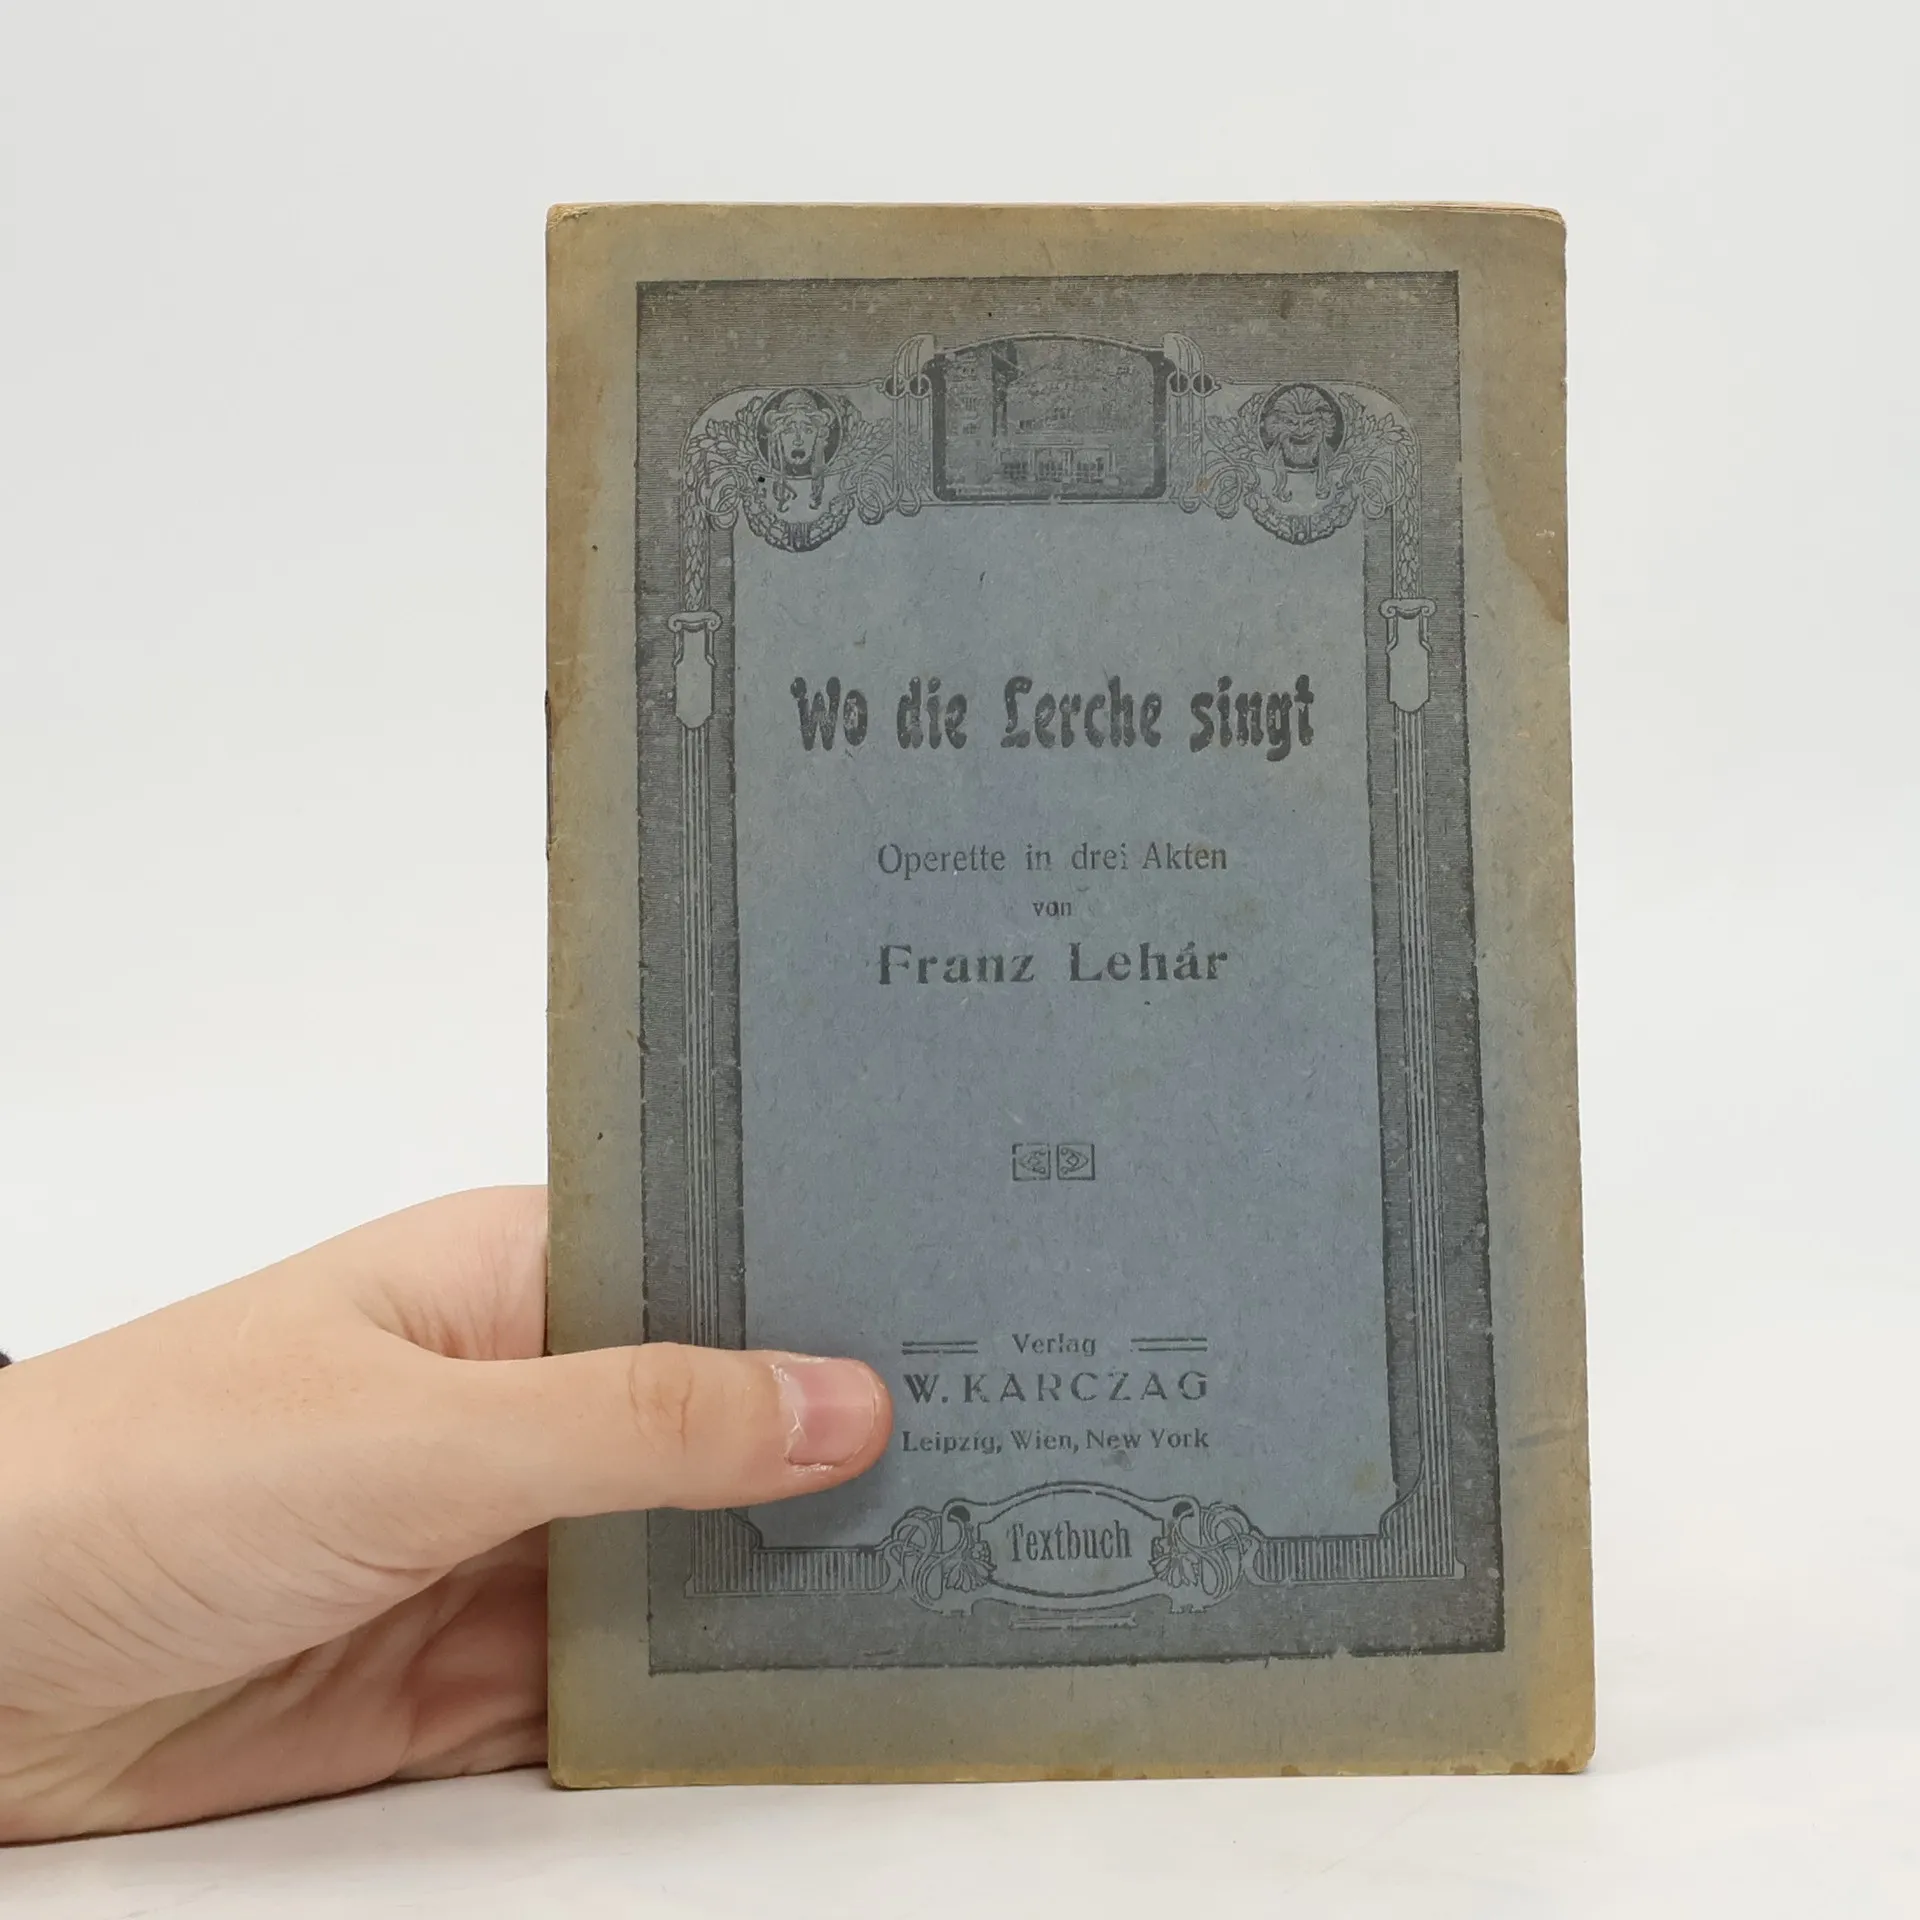 Wo die Lerche singt
Operette in drei Akten
von
Franz Lehár
Verlag
W. KARCZAG
Leipzig, Wien, New York
Textbuch